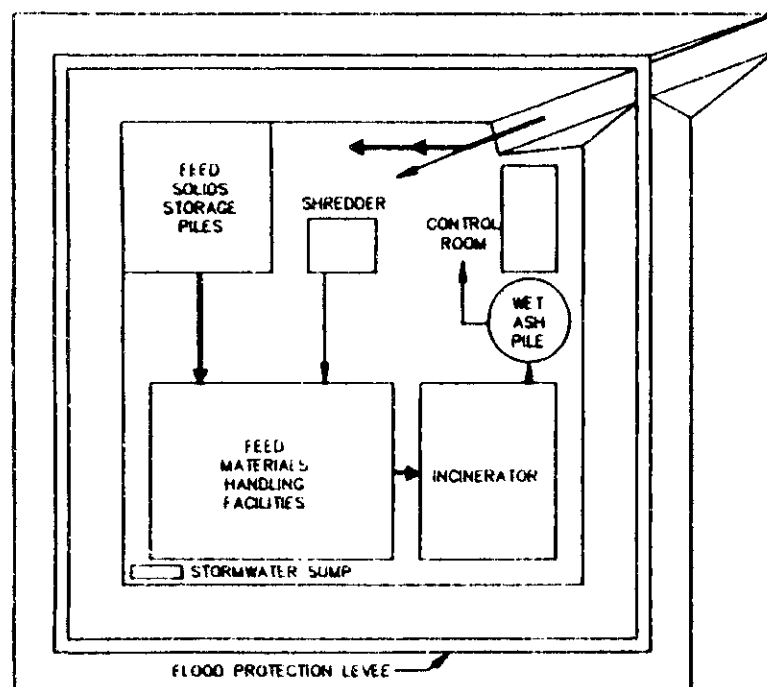 FEED
SOLIDS
STORAGE
PILES
SHREDDER
CONTROL
ROOM
WET
ASH
PILE
FEED
MATERIALS
HANDLING
FACILITIES
INCINERATOR
STORMWATER SUMP
FLOOD PROTECTION LEVEE